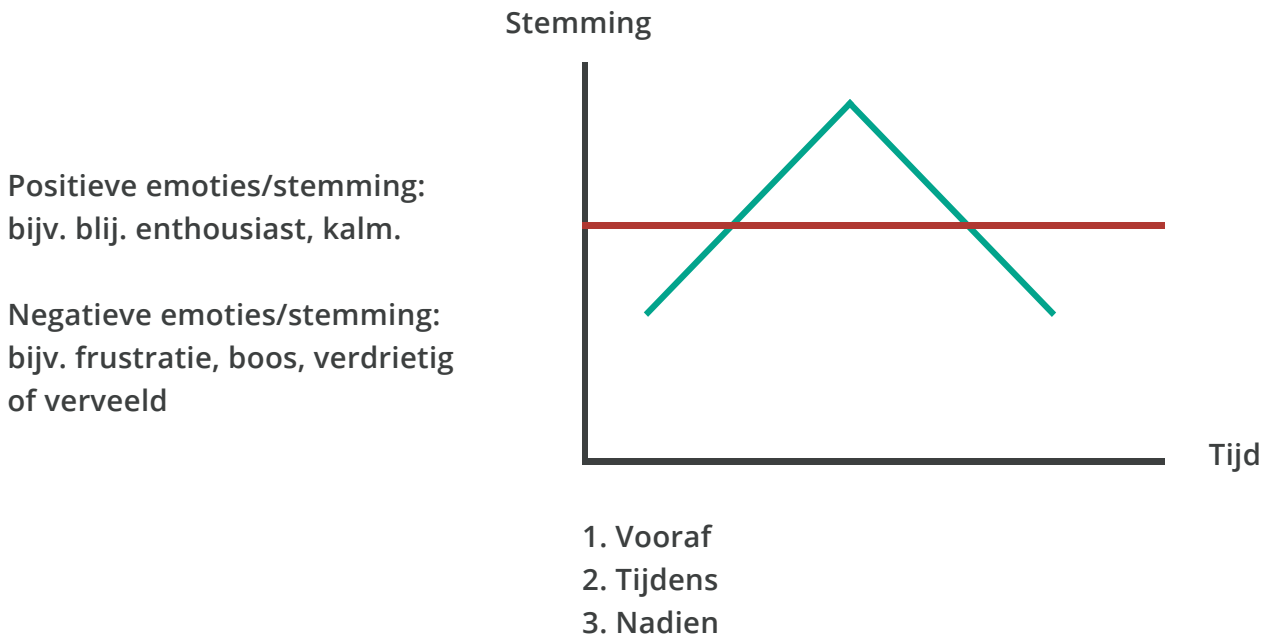 Stemming
Positieve emoties/stemming:
bijv. blij. enthousiast, kalm.
Negatieve emoties/stemming:
bijv. frustratie, boos, verdrietig
of verveeld
Tijd
1. Vooraf
2. Tijdens
3. Nadien